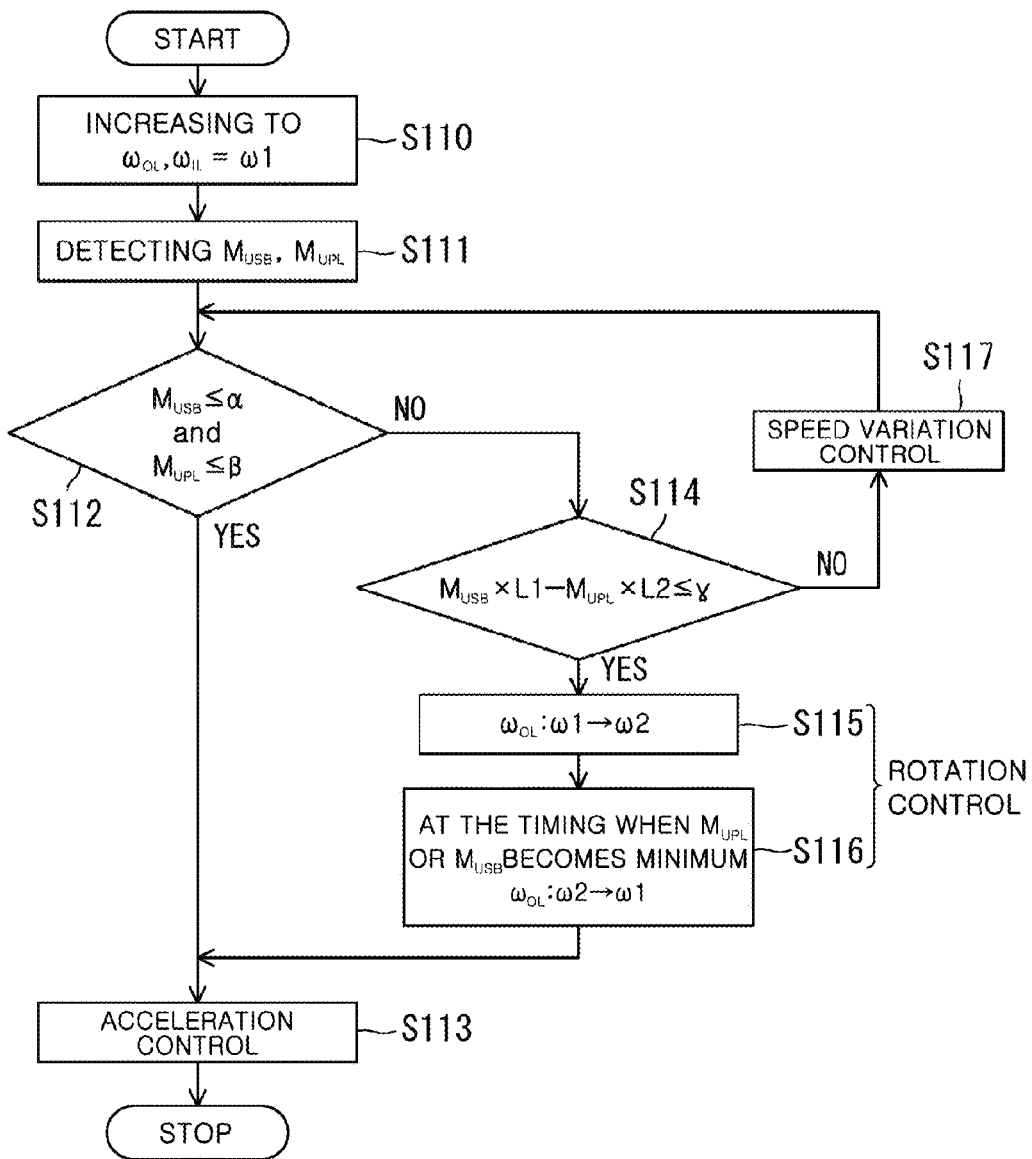 START
INCREASING TO
ω_OL, ω_IL = ω1
S110
DETECTING M_USB, M_UPL
S111
M_USB ≤ α
and
M_UPL ≤ β
S112
NO
YES
S117
SPEED VARIATION
CONTROL
S114
M_USB × L1 − M_UPL × L2 ≤ γ
NO
YES
ω_OL : ω1 → ω2
S115
AT THE TIMING WHEN M_UPL
OR M_USB BECOMES MINIMUM
ω_OL : ω2 → ω1
S116
ROTATION
CONTROL
ACCELERATION
CONTROL
S113
STOP